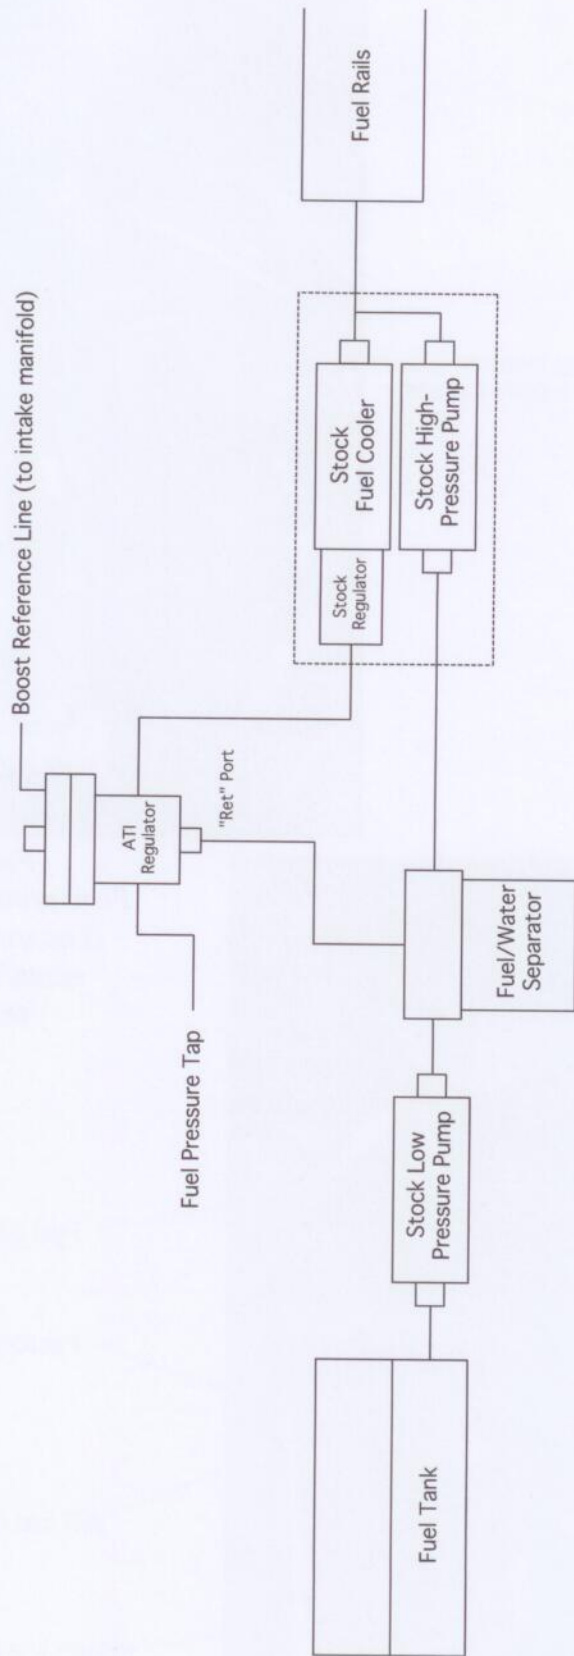 Boost Reference Line (to intake manifold)
ATI
Regulator
"Ret" Port
Fuel Pressure Tap
Fuel Rails
Stock
Fuel Cooler
Stock
Regulator
Stock High-
Pressure Pump
Stock Low
Pressure Pump
Fuel/Water
Separator
Fuel Tank